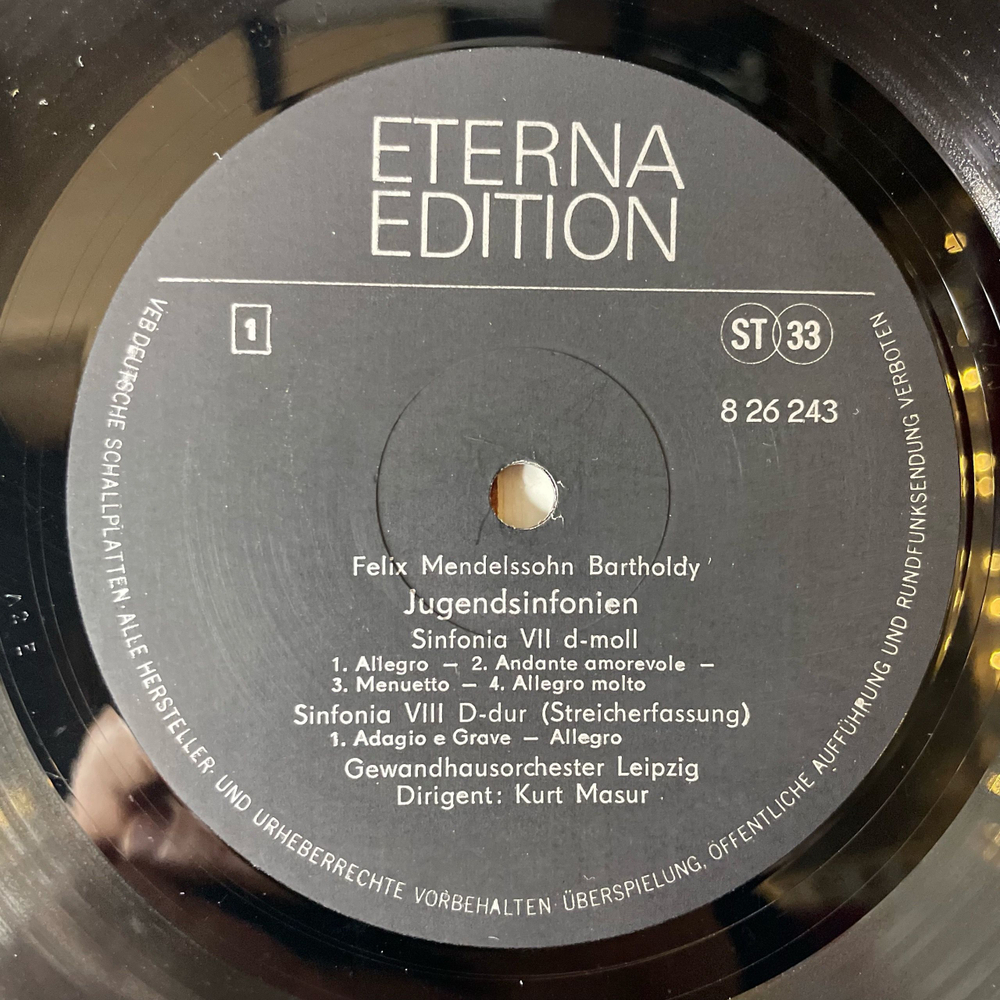 ETERNA
EDITION
1
ST 33
8 26 243
Felix Mendelssohn Bartholdy
Jugendsinfonien
Sinfonia VII d-moll
1. Allegro — 2. Andante amorevole —
3. Menuetto — 4. Allegro molto
Sinfonia VIII D-dur (Streicherfassung)
1. Adagio e Grave — Allegro
Gewandhausorchester Leipzig
Dirigent: Kurt Masur
VEB DEUTSCHE SCHALLPLATTEN· ALLE HERSTELLER- UND URHEBERRECHTE VORBEHALTEN· ÜBERSPIELUNG, ÖFFENTLICHE AUFFÜHRUNG UND RUNDFUNKSENDUNG VERBOTEN